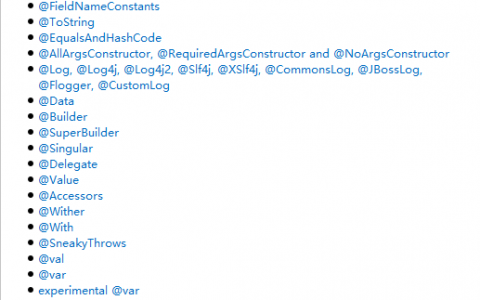 @FieldNameConstants
@ToString
@EqualsAndHashCode
@AllArgsConstructor, @RequiredArgsConstructor and @NoArgsConstructor
@Log, @Log4j, @Log4j2, @Slf4j, @XSlf4j, @CommonsLog, @JBossLog,
@Flogger, @CustomLog
@Data
@Builder
@SuperBuilder
@Singular
@Delegate
@Value
@Accessors
@Wither
@With
@SneakyThrows
@val
@var
experimental @var